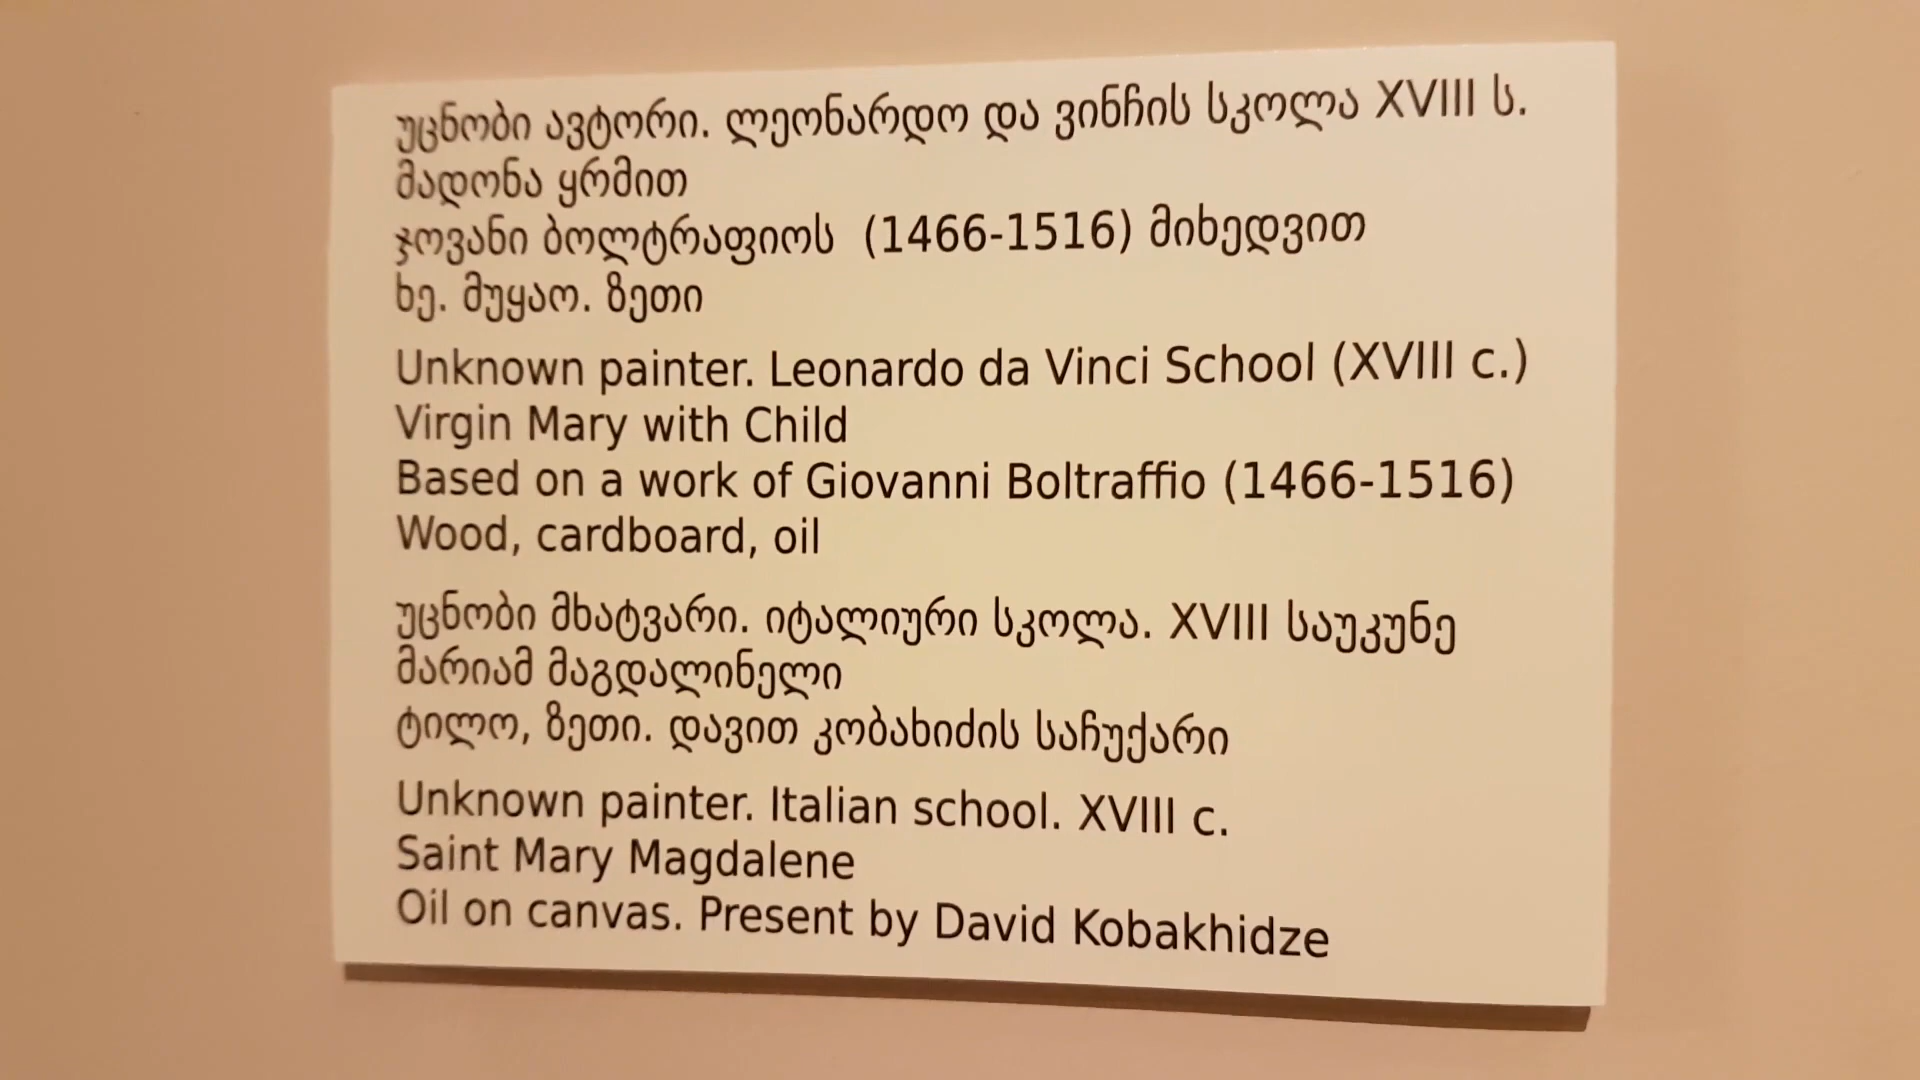 უცნობი ავტორი. ლეონარდო და ვინჩის სკოლა XVIII ს.
მადონა ყრმით
ჯოვანი ბოლტრაფიოს (1466-1516) მიხედვით
ხე. მუყაო. ზეთი
Unknown painter. Leonardo da Vinci School (XVIII c.)
Virgin Mary with Child
Based on a work of Giovanni Boltraffio (1466-1516)
Wood, cardboard, oil
უცნობი მხატვარი. იტალიური სკოლა. XVIII საუკუნე
მარიამ მაგდალინელი
ტილო, ზეთი. დავით კობახიძის საჩუქარი
Unknown painter. Italian school. XVIII c.
Saint Mary Magdalene
Oil on canvas. Present by David Kobakhidze